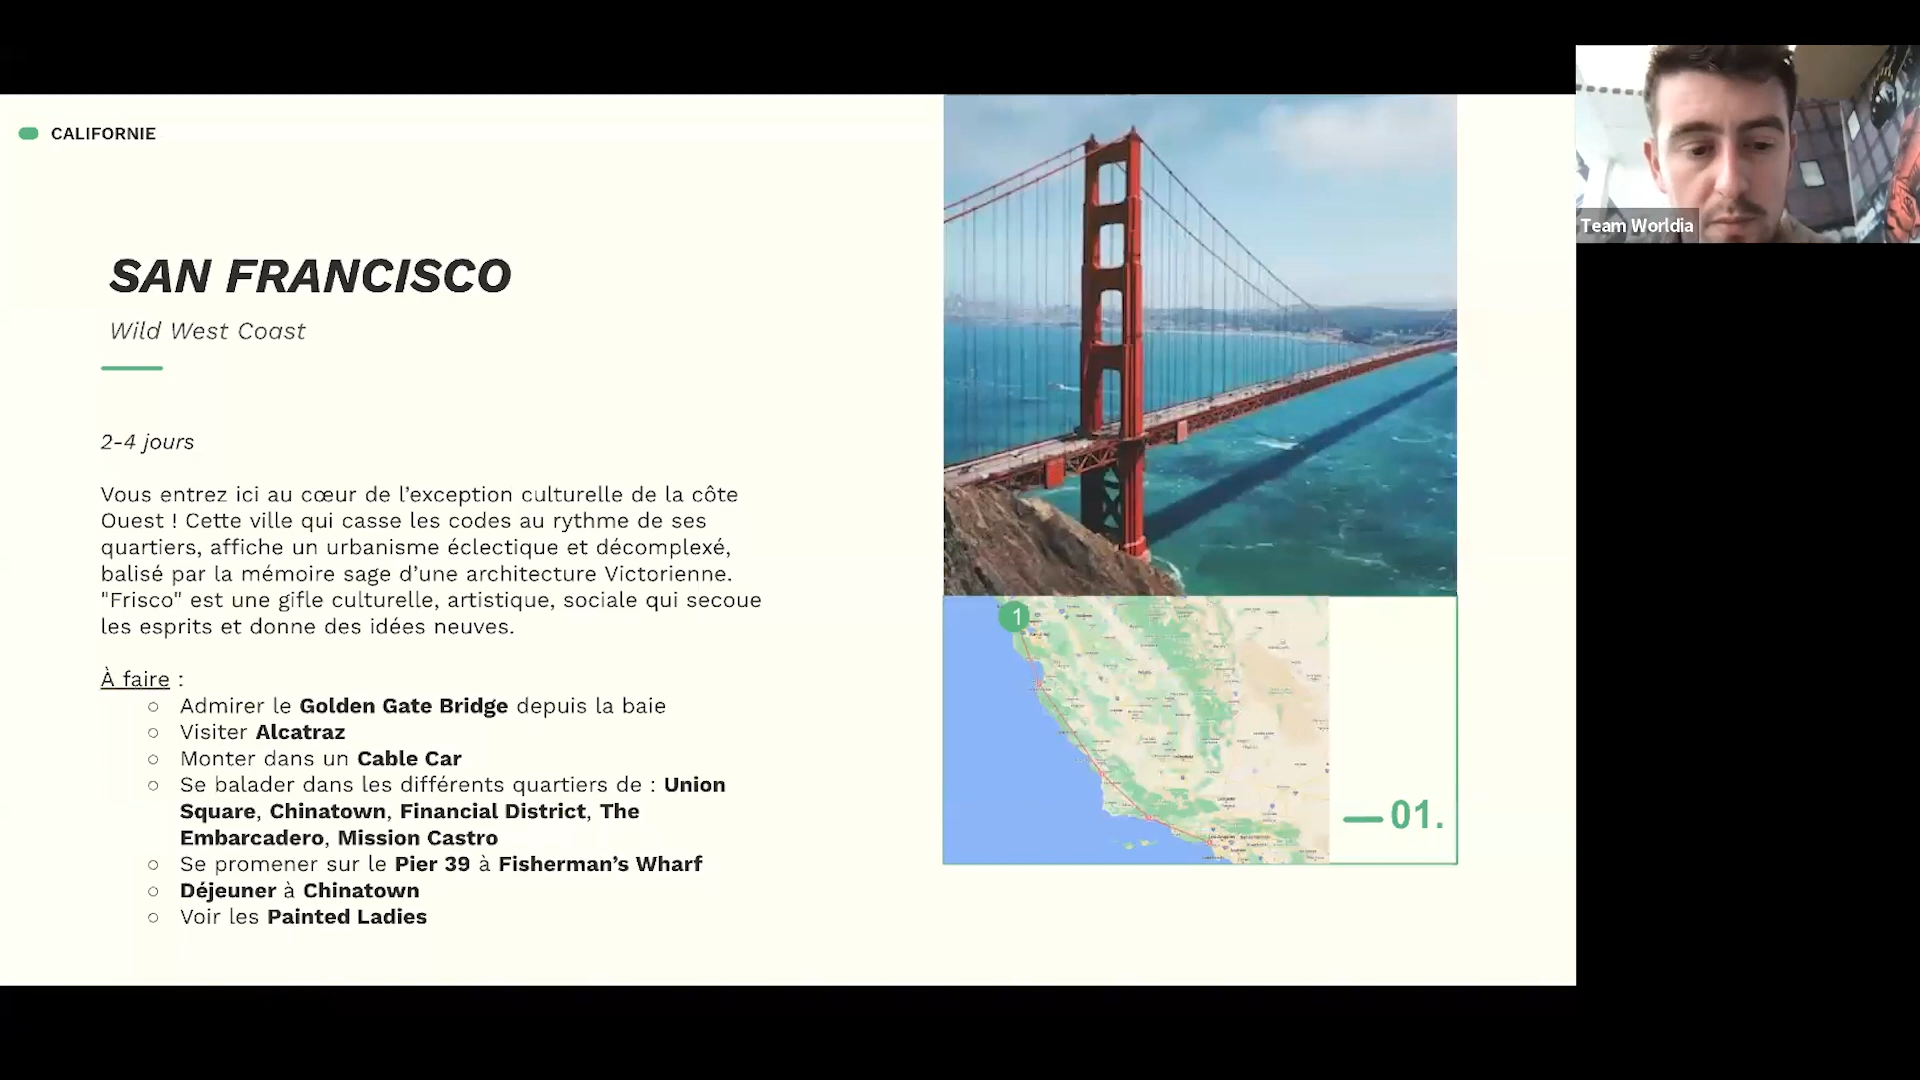 CALIFORNIE
SAN FRANCISCO
Wild West Coast
2-4 jours
Vous entrez ici au cœur de l’exception culturelle de la côte
Ouest ! Cette ville qui casse les codes au rythme de ses
quartiers, affiche un urbanisme éclectique et décomplexé,
balisé par la mémoire sage d’une architecture Victorienne.
"Frisco" est une gifle culturelle, artistique, sociale qui secoue
les esprits et donne des idées neuves.
À faire :
○ Admirer le Golden Gate Bridge depuis la baie
○ Visiter Alcatraz
○ Monter dans un Cable Car
○ Se balader dans les différents quartiers de : Union
Square, Chinatown, Financial District, The
Embarcadero, Mission Castro
○ Se promener sur le Pier 39 à Fisherman’s Wharf
○ Déjeuner à Chinatown
○ Voir les Painted Ladies
1
01.
Team Worldia